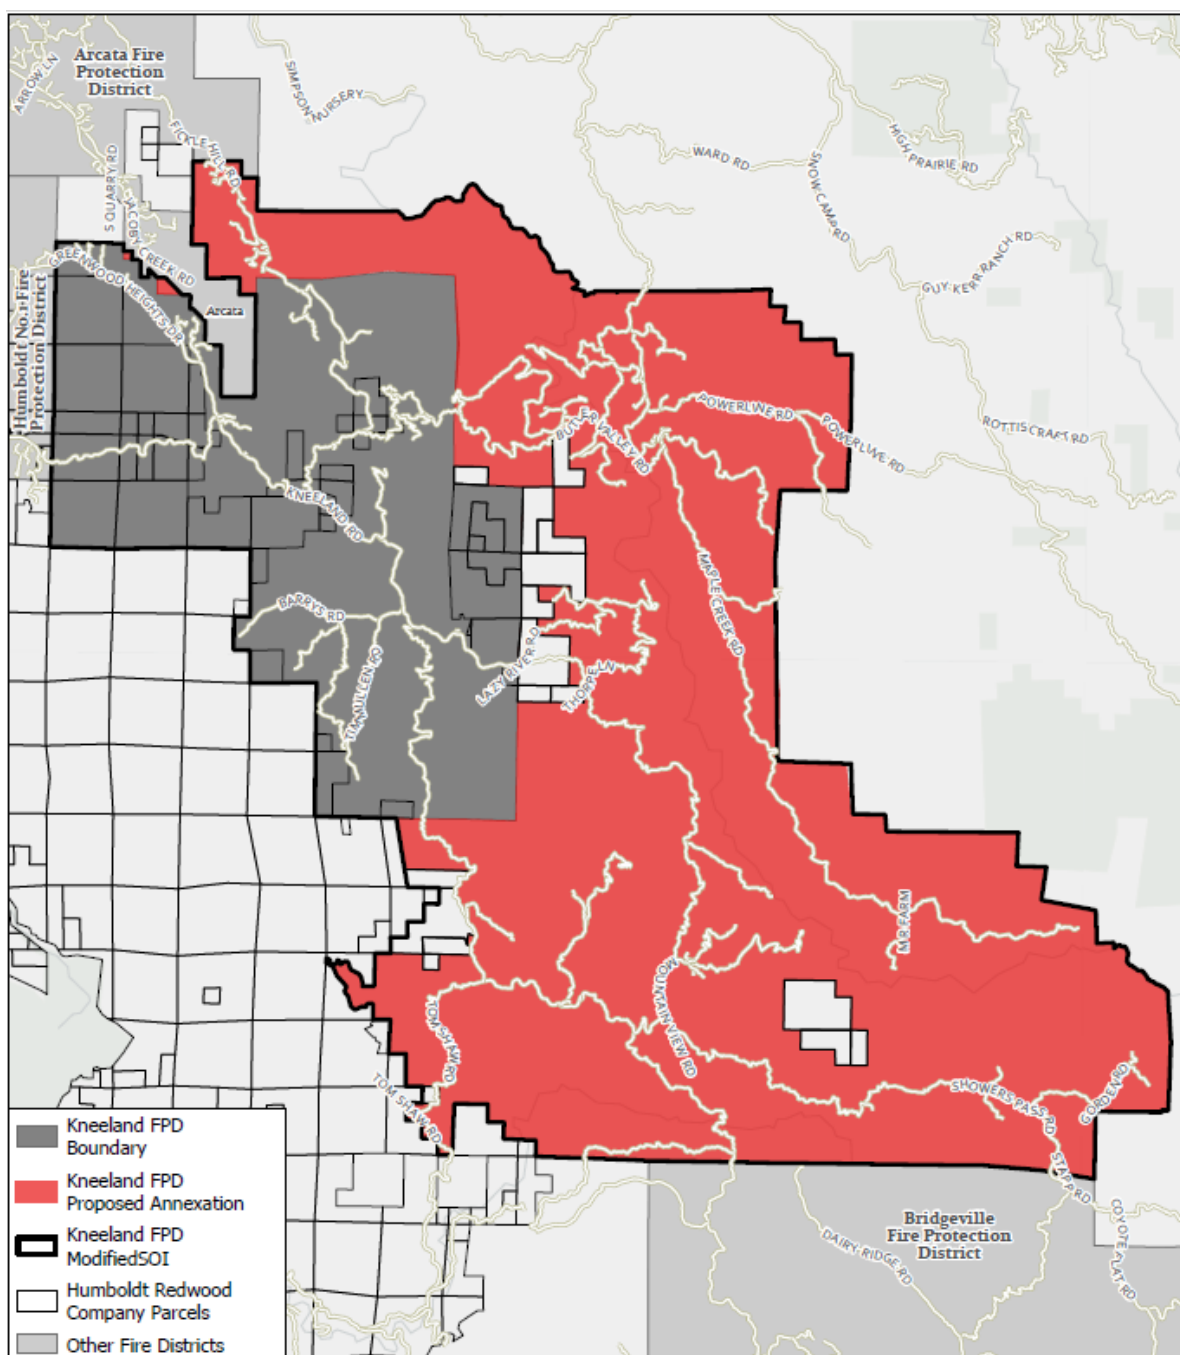 Arcata Fire
Protection
District
ARROW LN
SIMPSON
NURSERY
FICKLE HILL RD
S QUARRY RD
JACOBY CREEK RD
WARD RD
HIGH PRAIRIE RD
SNOW CAMP RD
GUY KERR RANCH RD
GREENWOOD HEIGHTS DR
Humboldt No.1 Fire
Protection District
Arcata
POWERLINE RD
POWERLINE RD
BUTLER VALLEY RD
KNEELAND RD
MAPLE CREEK RD
BARRYS RD
LAZY RIVER RD
THORPE LN
M R FARM
MOUNTAIN VIEW RD
TOM SHAW RD
TOM SHAW RD
SHOWERS PASS RD
GORDEN RD
STAPP RD
COYOTE FLAT RD
DAIRY RIDGE RD
Bridgeville
Fire Protection
District
Kneeland FPD
Boundary
Kneeland FPD
Proposed Annexation
Kneeland FPD
ModifiedSOI
Humboldt Redwood
Company Parcels
Other Fire Districts